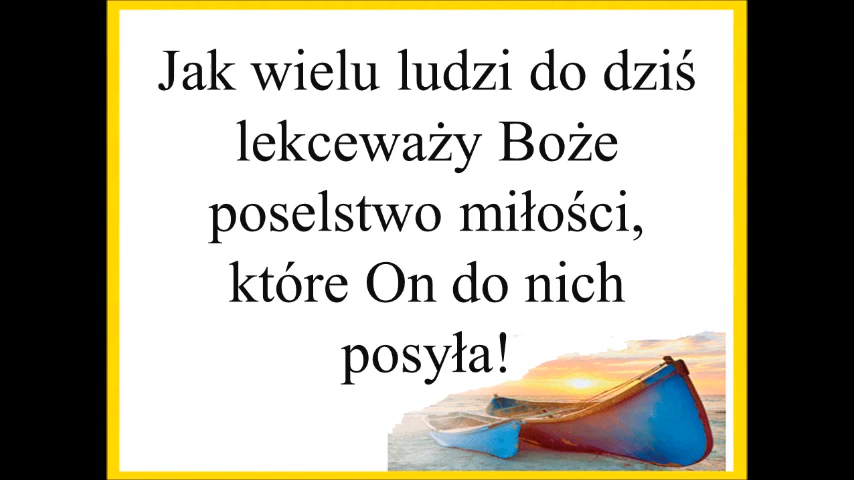 Jak wielu ludzi do dziś
lekceważy Boże
poselstwo miłości,
które On do nich
posyła!